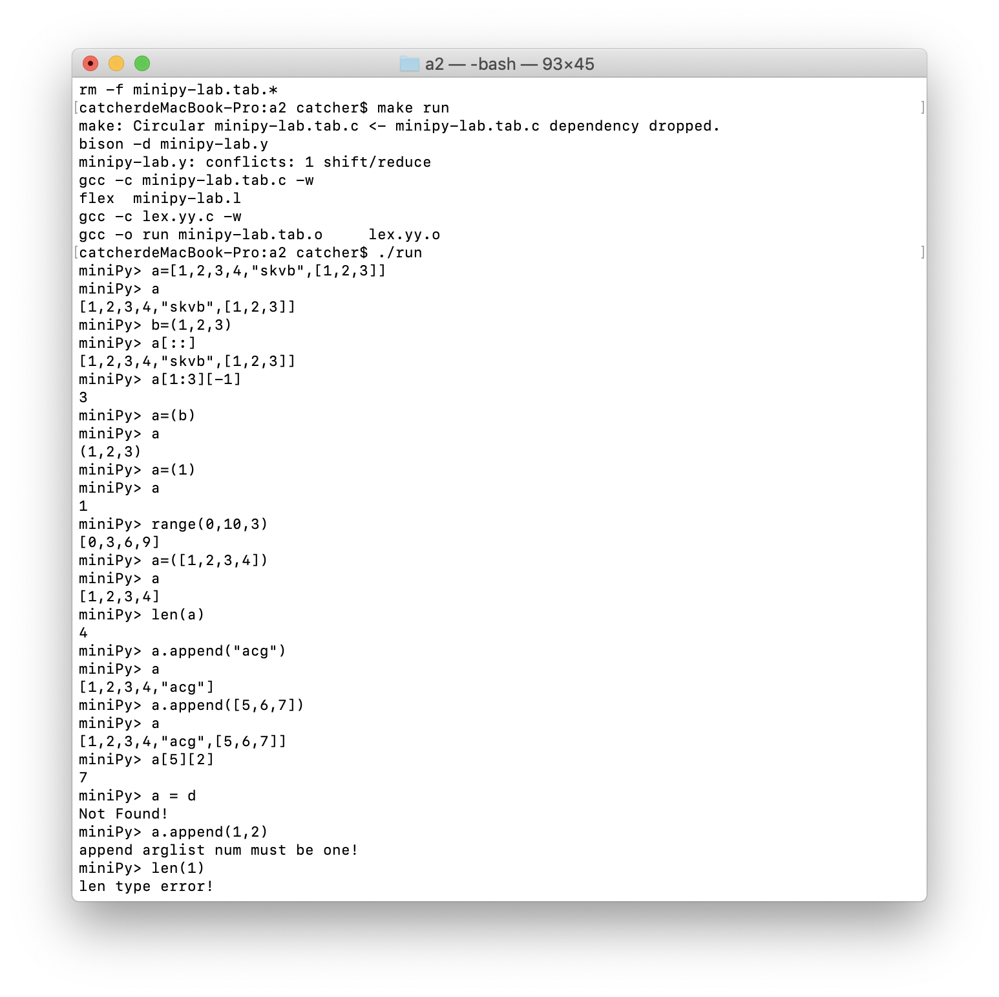 a2 — -bash — 93×45
rm -f minipy-lab.tab.*
[catcherdeMacBook-Pro:a2 catcher$ make run ]
make: Circular minipy-lab.tab.c <- minipy-lab.tab.c dependency dropped.
bison -d minipy-lab.y
minipy-lab.y: conflicts: 1 shift/reduce
gcc -c minipy-lab.tab.c -w
flex  minipy-lab.l
gcc -c lex.yy.c -w
gcc -o run minipy-lab.tab.o     lex.yy.o
[catcherdeMacBook-Pro:a2 catcher$ ./run ]
miniPy> a=[1,2,3,4,"skvb",[1,2,3]]
miniPy> a
[1,2,3,4,"skvb",[1,2,3]]
miniPy> b=(1,2,3)
miniPy> a[::]
[1,2,3,4,"skvb",[1,2,3]]
miniPy> a[1:3][-1]
3
miniPy> a=(b)
miniPy> a
(1,2,3)
miniPy> a=(1)
miniPy> a
1
miniPy> range(0,10,3)
[0,3,6,9]
miniPy> a=([1,2,3,4])
miniPy> a
[1,2,3,4]
miniPy> len(a)
4
miniPy> a.append("acg")
miniPy> a
[1,2,3,4,"acg"]
miniPy> a.append([5,6,7])
miniPy> a
[1,2,3,4,"acg",[5,6,7]]
miniPy> a[5][2]
7
miniPy> a = d
Not Found!
miniPy> a.append(1,2)
append arglist num must be one!
miniPy> len(1)
len type error!